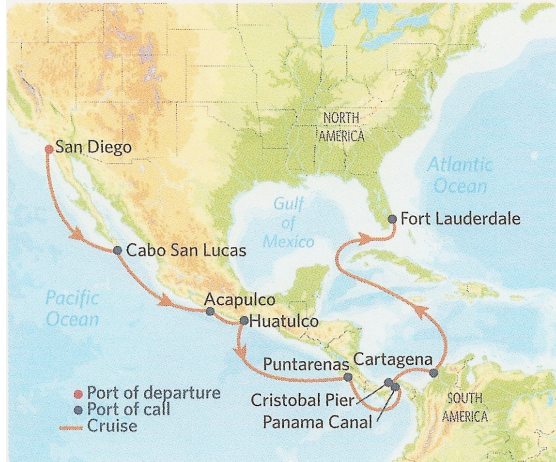 NORTH
AMERICA
San Diego
Atlantic
Ocean
Gulf
of
Mexico
Fort Lauderdale
Cabo San Lucas
Pacific
Ocean
Acapulco
Huatulco
Puntarenas
Cartagena
Cristobal Pier
Panama Canal
SOUTH
AMERICA
Port of departure
Port of call
Cruise